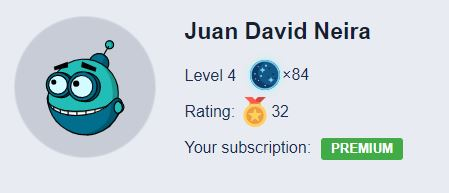 Juan David Neira
Level 4 ×84
Rating: 32
Your subscription: PREMIUM